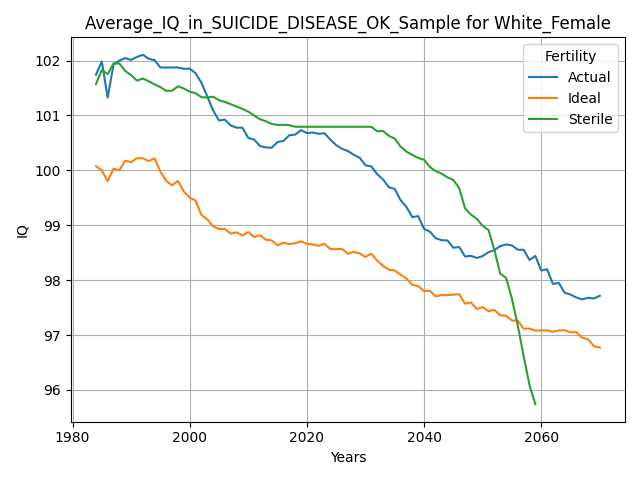 Average_IQ_in_SUICIDE_DISEASE_OK_Sample for White_Female
Fertility
Actual
Ideal
Sterile
IQ
102
101
100
99
98
97
96
1980
2000
2020
2040
2060
Years